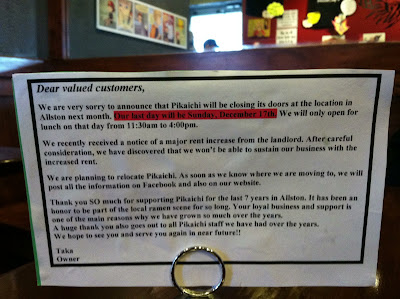 Dear valued customers,
We are very sorry to announce that Pikaichi will be closing its doors at the location in
Allston next month. Our last day will be Sunday, December 17th. We will only open for
lunch on that day from 11:30am to 4:00pm.
We recently received a notice of a major rent increase from the landlord. After careful
consideration, we have discovered that we won't be able to sustain our business with the
increased rent.
We are planning to relocate Pikaichi. As soon as we know where we are moving to, we will
post all the information on Facebook and also on our website.
Thank you SO much for supporting Pikaichi for the last 7 years in Allston. It has been an
honor to be part of the local ramen scene for so long. Your loyal business and support is
one of the main reasons why we have grown so much over the years.
A huge thank you also goes out to all Pikaichi staff we have had over the years.
We hope to see you and serve you again in near future!!
Taka
Owner